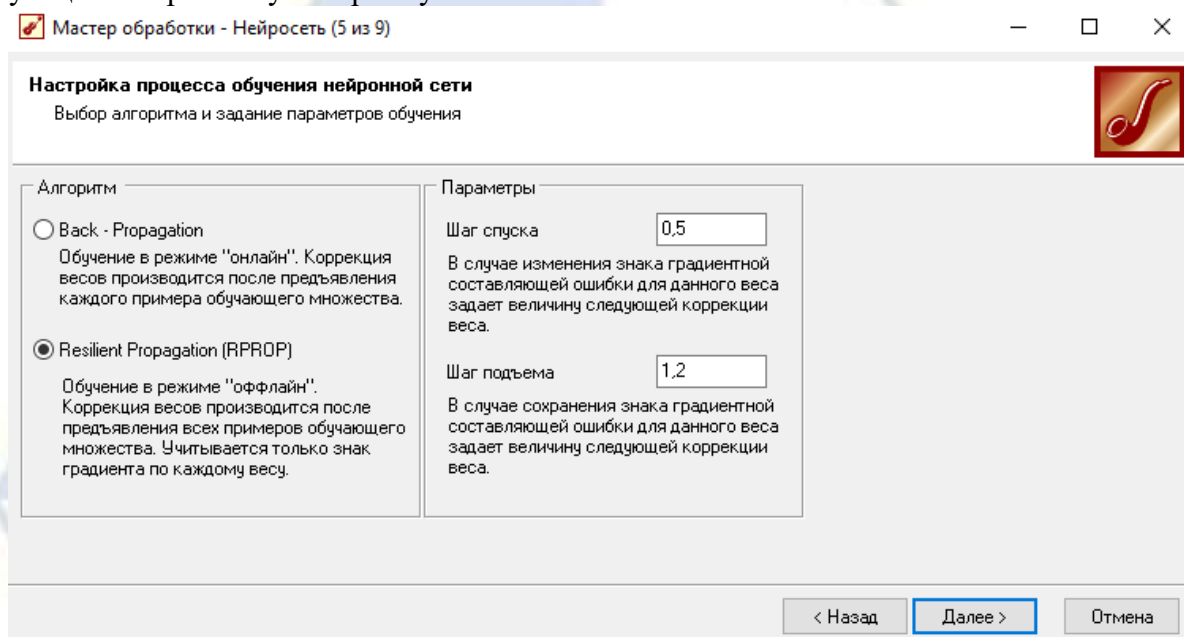 Мастер обработки - Нейросеть (5 из 9)
Настройка процесса обучения нейронной сети
Выбор алгоритма и задание параметров обучения
Алгоритм
Back - Propagation
Обучение в режиме "онлайн". Коррекция
весов производится после предъявления
каждого примера обучающего множества.
Resilient Propagation (RPROP)
Обучение в режиме "оффлайн".
Коррекция весов производится после
предъявления всех примеров обучающего
множества. Учитывается только знак
градиента по каждому весу.
Параметры
Шаг спуска 0,5
В случае изменения знака градиентной
составляющей ошибки для данного веса
задает величину следующей коррекции
веса.
Шаг подъема 1,2
В случае сохранения знака градиентной
составляющей ошибки для данного веса
задает величину следующей коррекции
веса.
< Назад Далее > Отмена